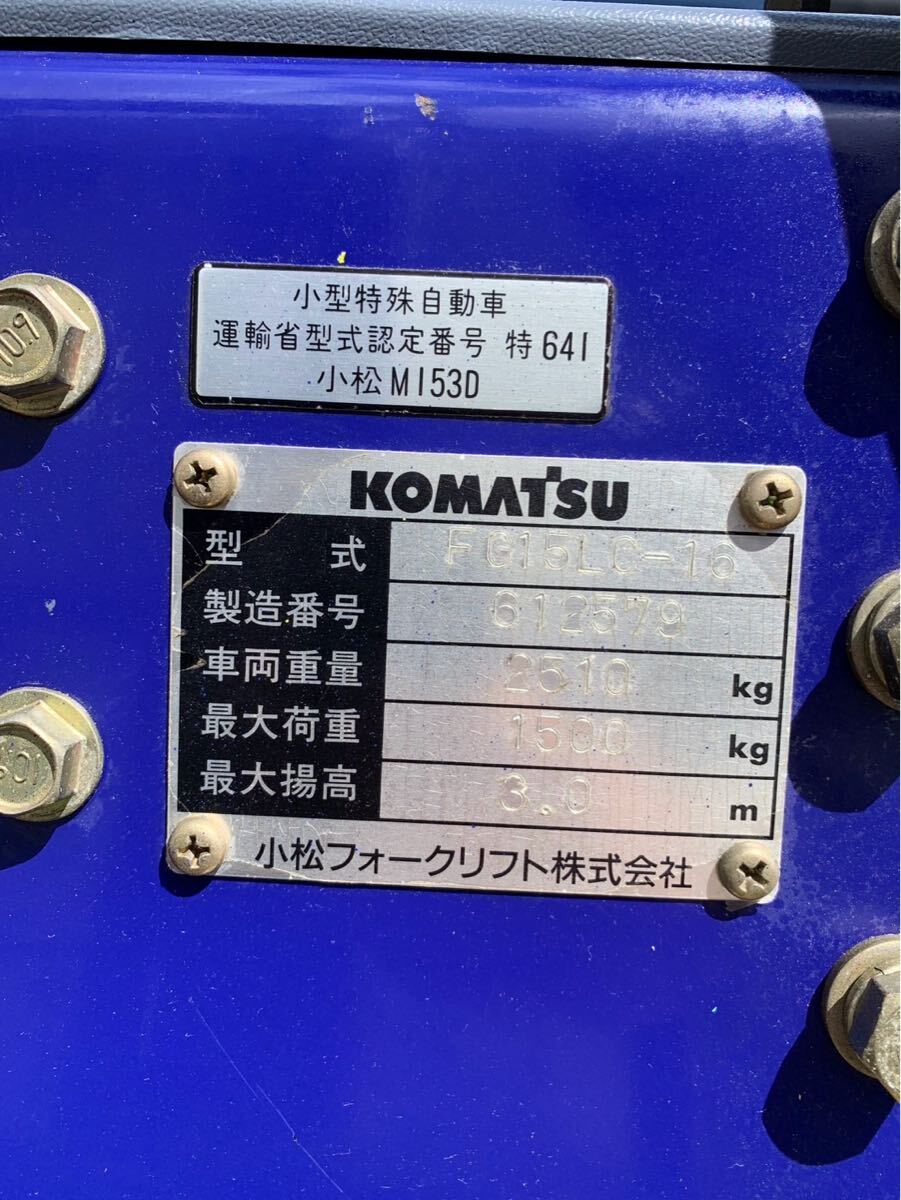 小型特殊自動車
運輸省型式認定番号 特641
小松M153D
KOMATSU
型 式 FG15LC-16
製造番号 612579
車両重量 2510 kg
最大荷重 1500 kg
最大揚高 3.0 m
小松フォークリフト株式会社
10.9